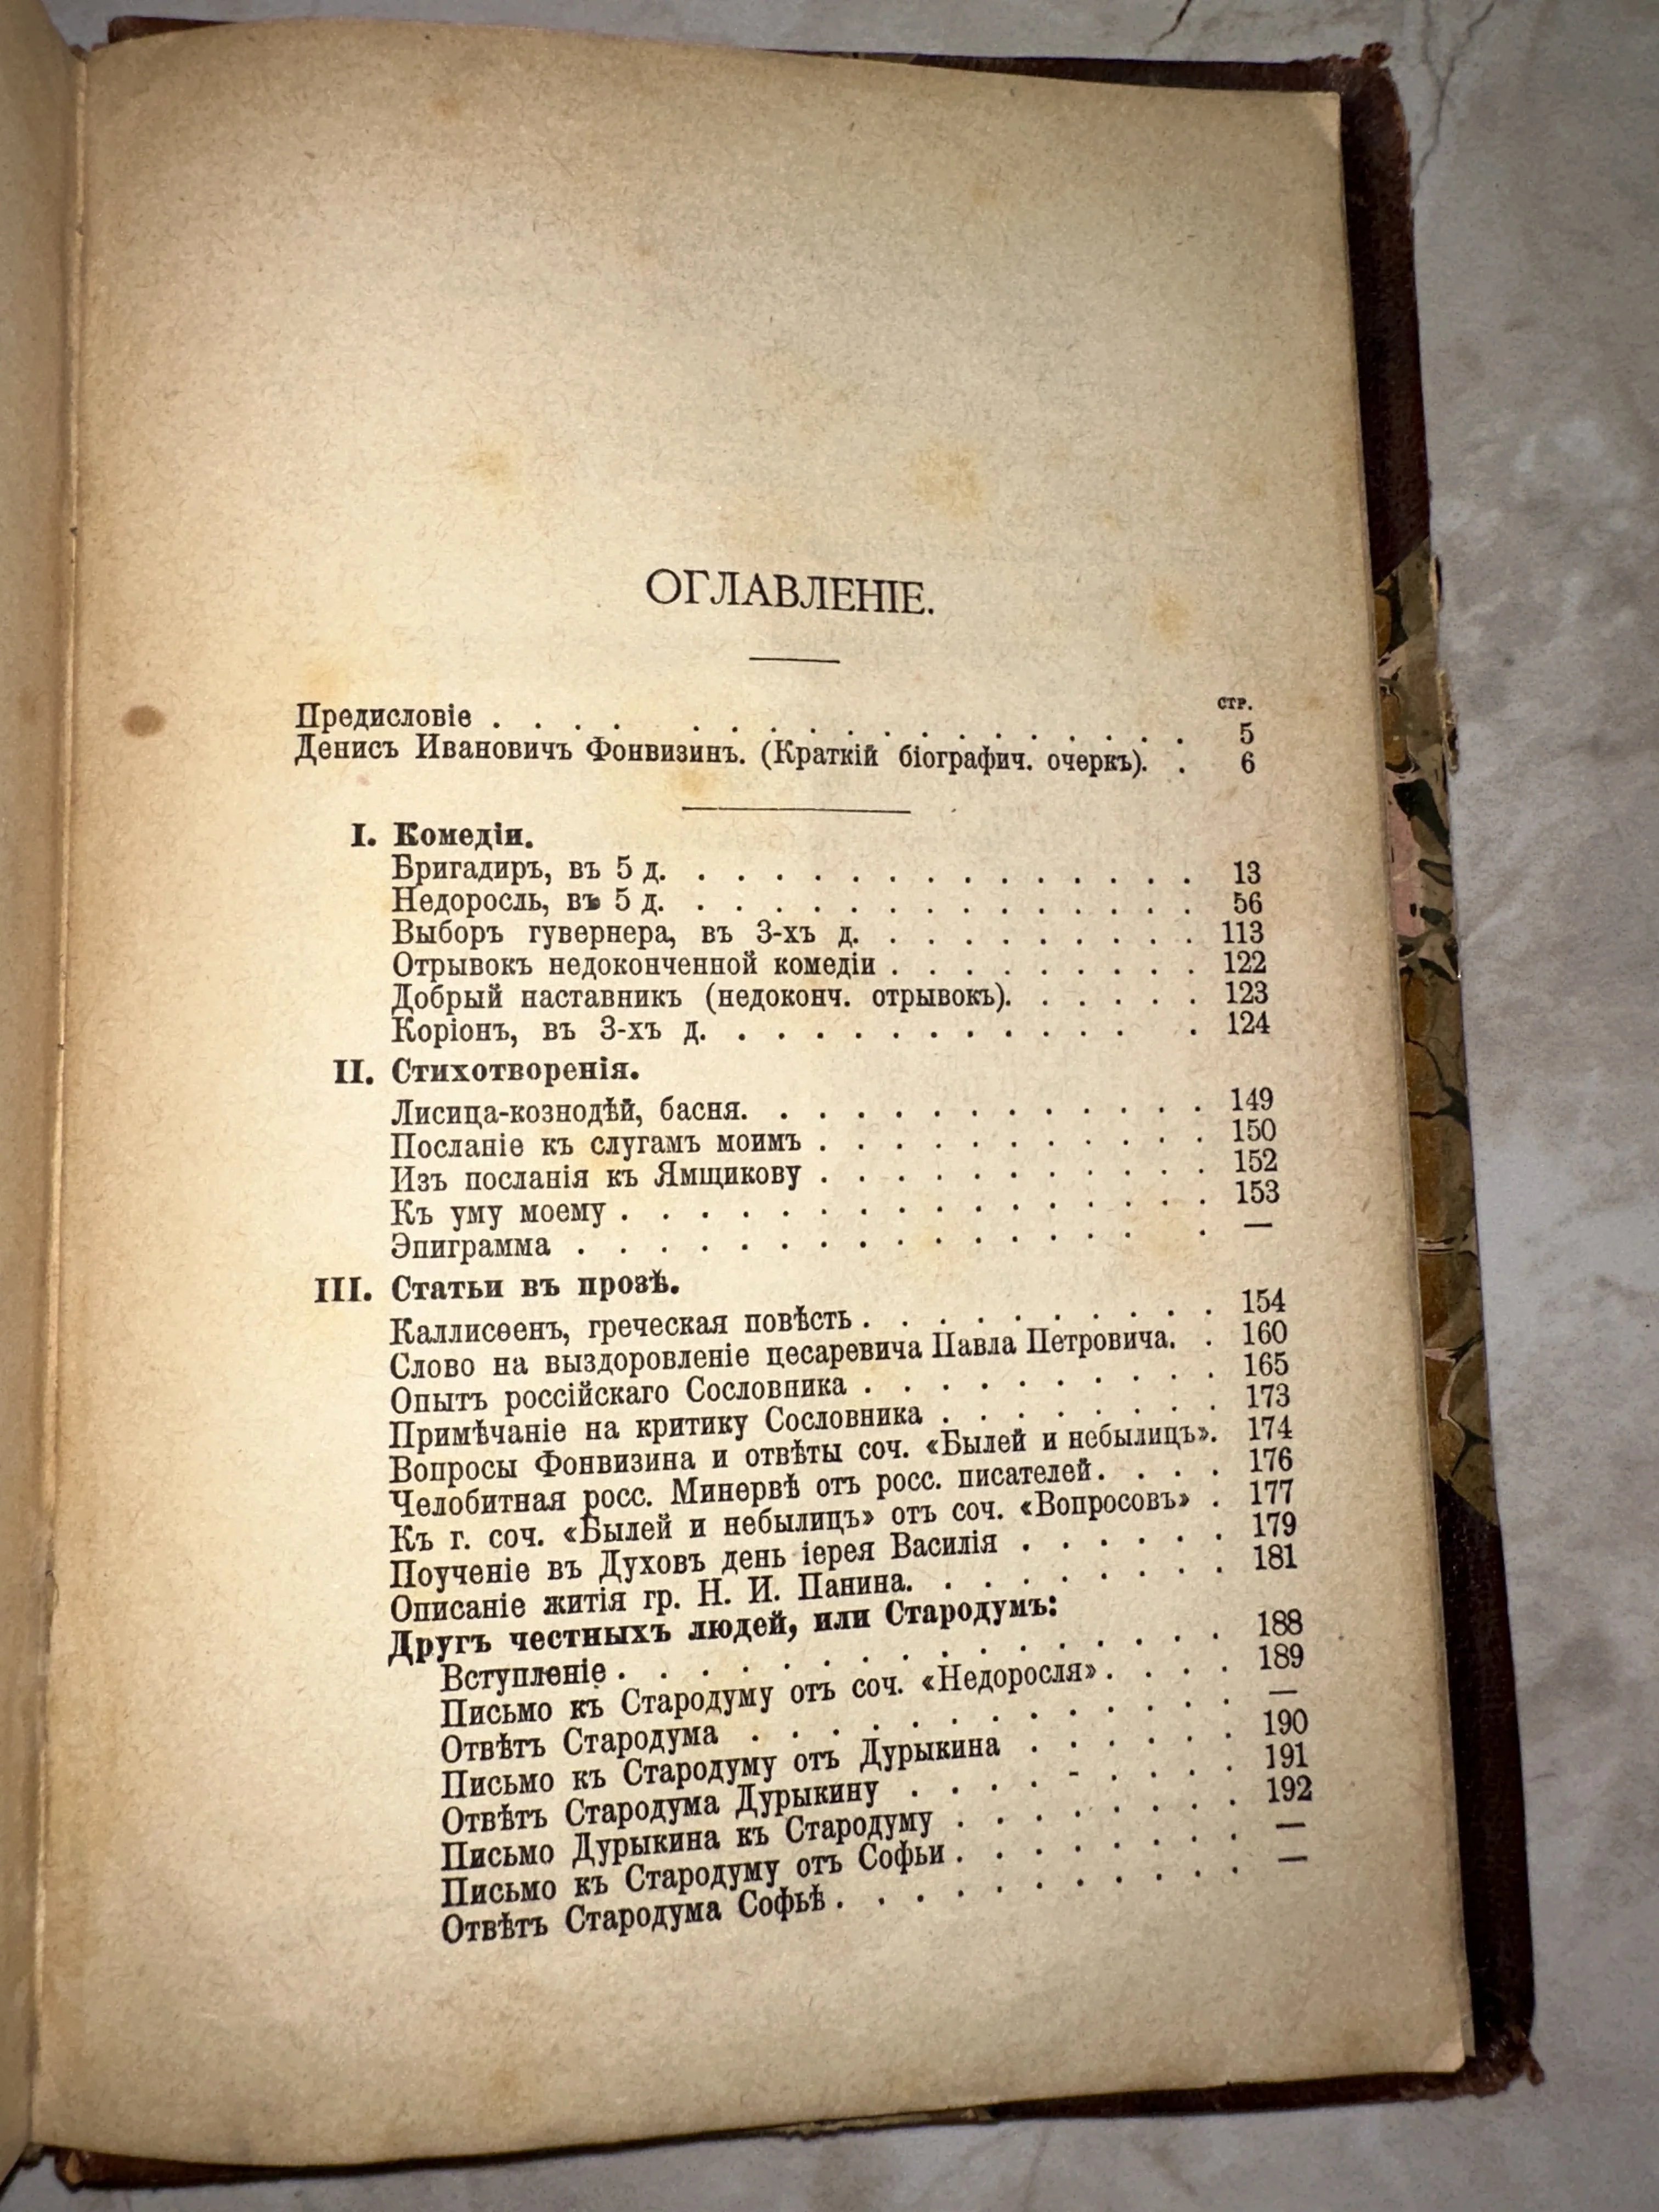 ОГЛАВЛЕНІЕ.
СТР.
Предисловіе . . . . . . . . . . . . . . . . . 5
Денисъ Ивановичъ Фонвизинъ. (Краткій біографич. очеркъ). . 6
I. Комедіи.
Бригадиръ, въ 5 д. . . . . . . . . . . . . . . 13
Недоросль, въ 5 д. . . . . . . . . . . . . . . 56
Выборъ гувернера, въ 3-хъ д. . . . . . . . . . 113
Отрывокъ недоконченной комедіи . . . . . . . . . 122
Добрый наставникъ (недоконч. отрывокъ). . . . . . 123
Коріонъ, въ 3-хъ д. . . . . . . . . . . . . 124
II. Стихотворенія.
Лисица-кознодѣй, басня. . . . . . . . . . . . . 149
Посланіе къ слугамъ моимъ . . . . . . . . . . . 150
Изъ посланія къ Ямщикову . . . . . . . . . . . 152
Къ уму моему . . . . . . . . . . . . . . . . 153
Эпиграмма . . . . . . . . . . . . . . . . —
III. Статьи въ прозѣ.
Каллисѳенъ, греческая повѣсть . . . . . . . . . . 154
Слово на выздоровленіе цесаревича Павла Петровича. . 160
Опытъ россійскаго Сословника . . . . . . . . . . 165
Примѣчаніе на критику Сословника . . . . . . . . 173
Вопросы Фонвизина и отвѣты соч. «Былей и небылицъ». 174
Челобитная росс. Минервѣ отъ росс. писателей. . . . 176
Къ г. соч. «Былей и небылицъ» отъ соч. «Вопросовъ» . 177
Поученіе въ Духовъ день іерея Василія . . . . . . 179
Описаніе житія гр. Н. И. Панина. . . . . . . . . 181
Другъ честныхъ людей, или Стародумъ:
Вступленіе . . . . . . . . . . . . . . . 188
Письмо къ Стародуму отъ соч. «Недоросля» . . . . 189
Отвѣтъ Стародума . . . . . . . . . . . . . —
Письмо къ Стародуму отъ Дурыкина . . . . . . 190
Отвѣтъ Стародума Дурыкину . . . . - . . . . 191
Письмо Дурыкина къ Стародуму . . . . . . . . 192
Письмо къ Стародуму отъ Софьи . . . . . . . . —
Отвѣтъ Стародума Софьѣ . . . . . . . . . . . —